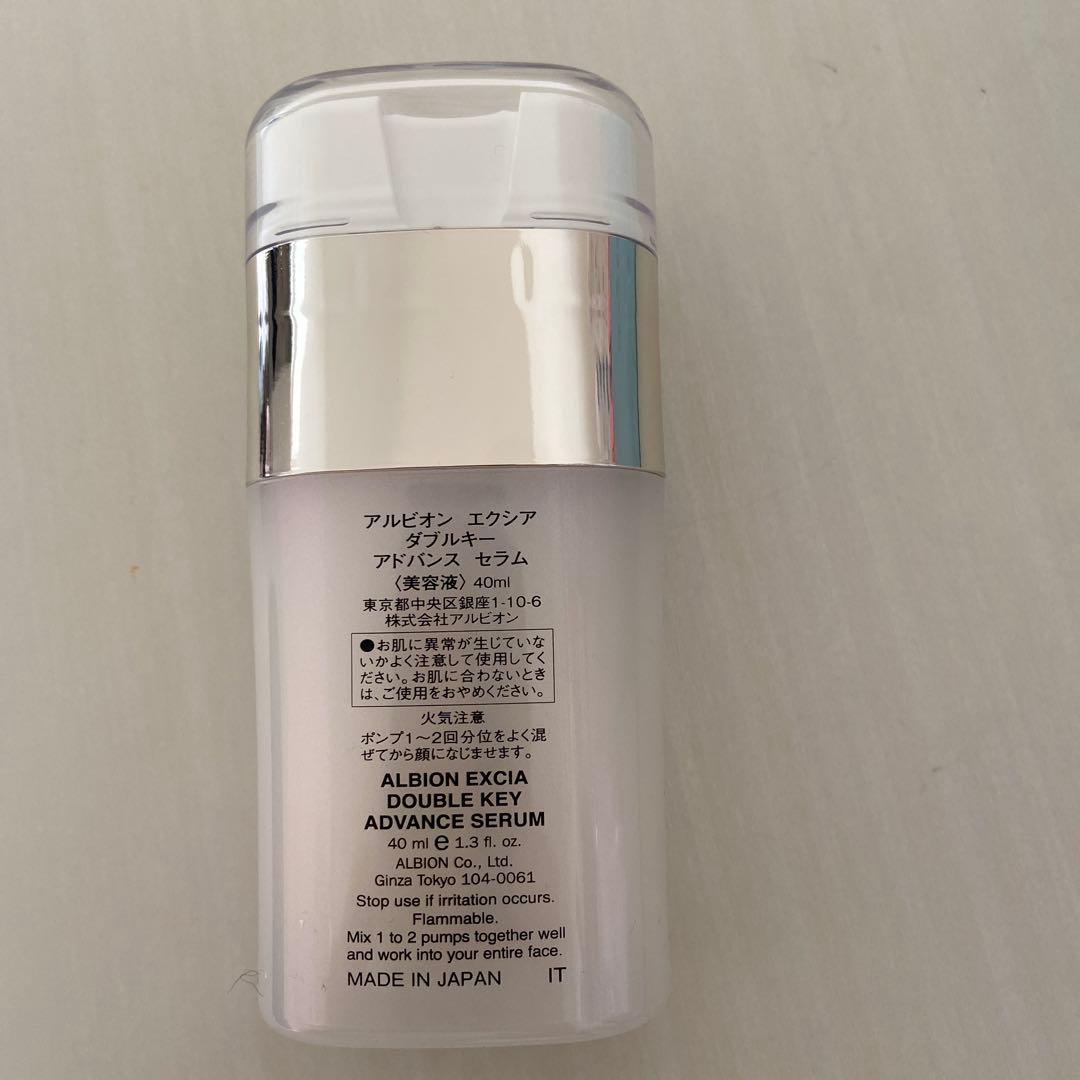 アルビオン エクシア
ダブルキー
アドバンス セラム
〈美容液〉40ml
東京都中央区銀座1-10-6
株式会社アルビオン
●お肌に異常が生じていな
いかよく注意して使用してく
ださい。お肌に合わないとき
は、ご使用をおやめください。
火気注意
ポンプ1〜2回分位をよく混
ぜてから顔になじませます。
ALBION EXCIA
DOUBLE KEY
ADVANCE SERUM
40 ml e 1.3 fl. oz.
ALBION Co., Ltd.
Ginza Tokyo 104-0061
Stop use if irritation occurs.
Flammable.
Mix 1 to 2 pumps together well
and work into your entire face.
MADE IN JAPAN IT